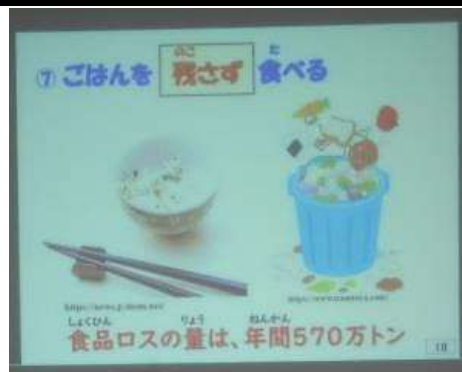 のこ た
⑦ ごはんを 残さず 食べる
しょくひん りょう ねんかん
食品ロスの量は、年間570万トン
18